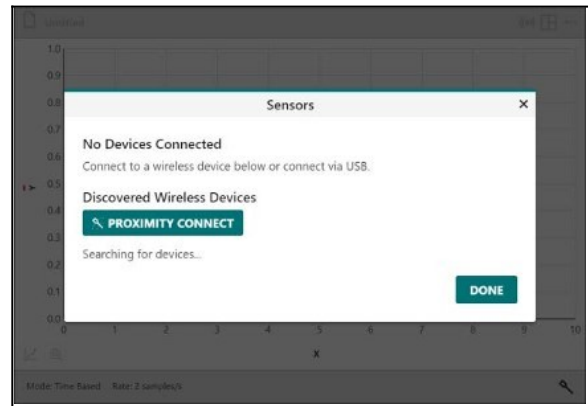 Untitled
1.0
0.9
0.8
0.7
0.6
0.5
0.4
0.3
0.2
0.1
0.0
Sensors ×
No Devices Connected
Connect to a wireless device below or connect via USB.
Discovered Wireless Devices
PROXIMITY CONNECT
Searching for devices...
DONE
0 1 2 3 4 5 6 7 8 9 10
X
Mode: Time Based Rate: 2 samples/s